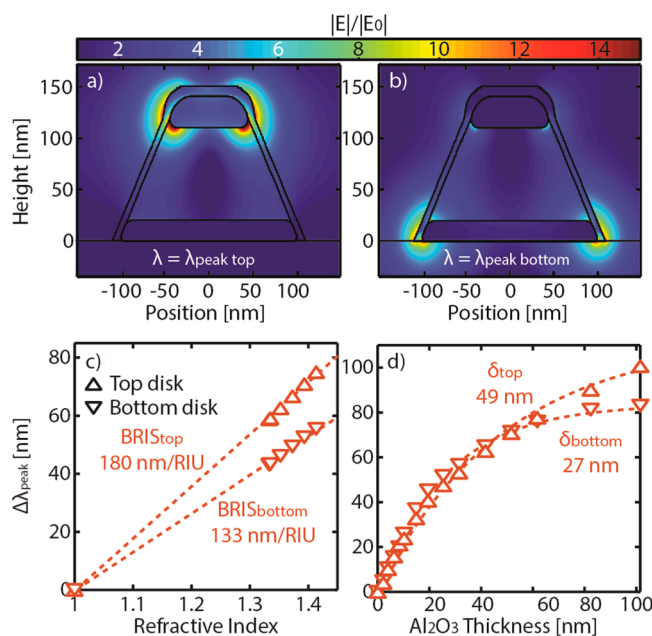 |E|/|E0|
2 4 6 8 10 12 14
a)
b)
150
100
50
0
Height [nm]
λ = λpeak top
λ = λpeak bottom
-100 -50 0 50 100
-100 -50 0 50 100
Position [nm]
Position [nm]
c)
Top disk
Bottom disk
BRIStop
180 nm/RIU
BRISbottom
133 nm/RIU
80
60
40
20
0
Δλpeak [nm]
1 1.1 1.2 1.3 1.4
Refractive Index
d)
δtop
49 nm
δbottom
27 nm
100
80
60
40
20
0
0 20 40 60 80 100
Al2O3 Thickness [nm]